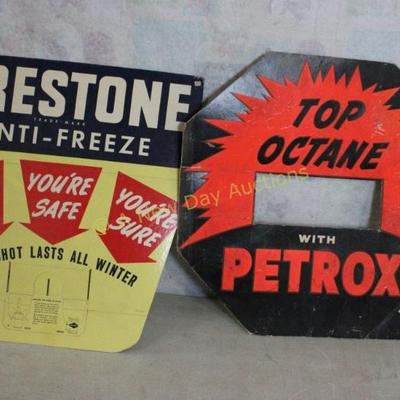 RESTONE
TRADE-MARK
NTI-FREEZE
YOU'RE
SAFE
YOU'RE
SURE
SHOT LASTS ALL WINTER
TOP
OCTANE
WITH
PETROX
Day Auctions